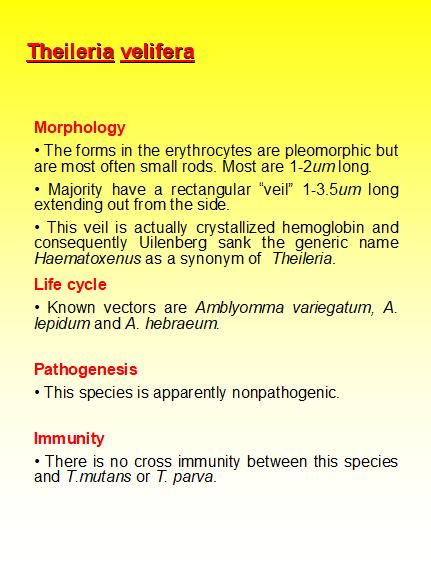 Theileria velifera
Morphology
• The forms in the erythrocytes are pleomorphic but
are most often small rods. Most are 1-2um long.
• Majority have a rectangular “veil” 1-3.5um long
extending out from the side.
• This veil is actually crystallized hemoglobin and
consequently Uilenberg sank the generic name
Haematoxenus as a synonym of Theileria.
Life cycle
• Known vectors are Amblyomma variegatum, A.
lepidum and A. hebraeum.
Pathogenesis
• This species is apparently nonpathogenic.
Immunity
• There is no cross immunity between this species
and T.mutans or T. parva.